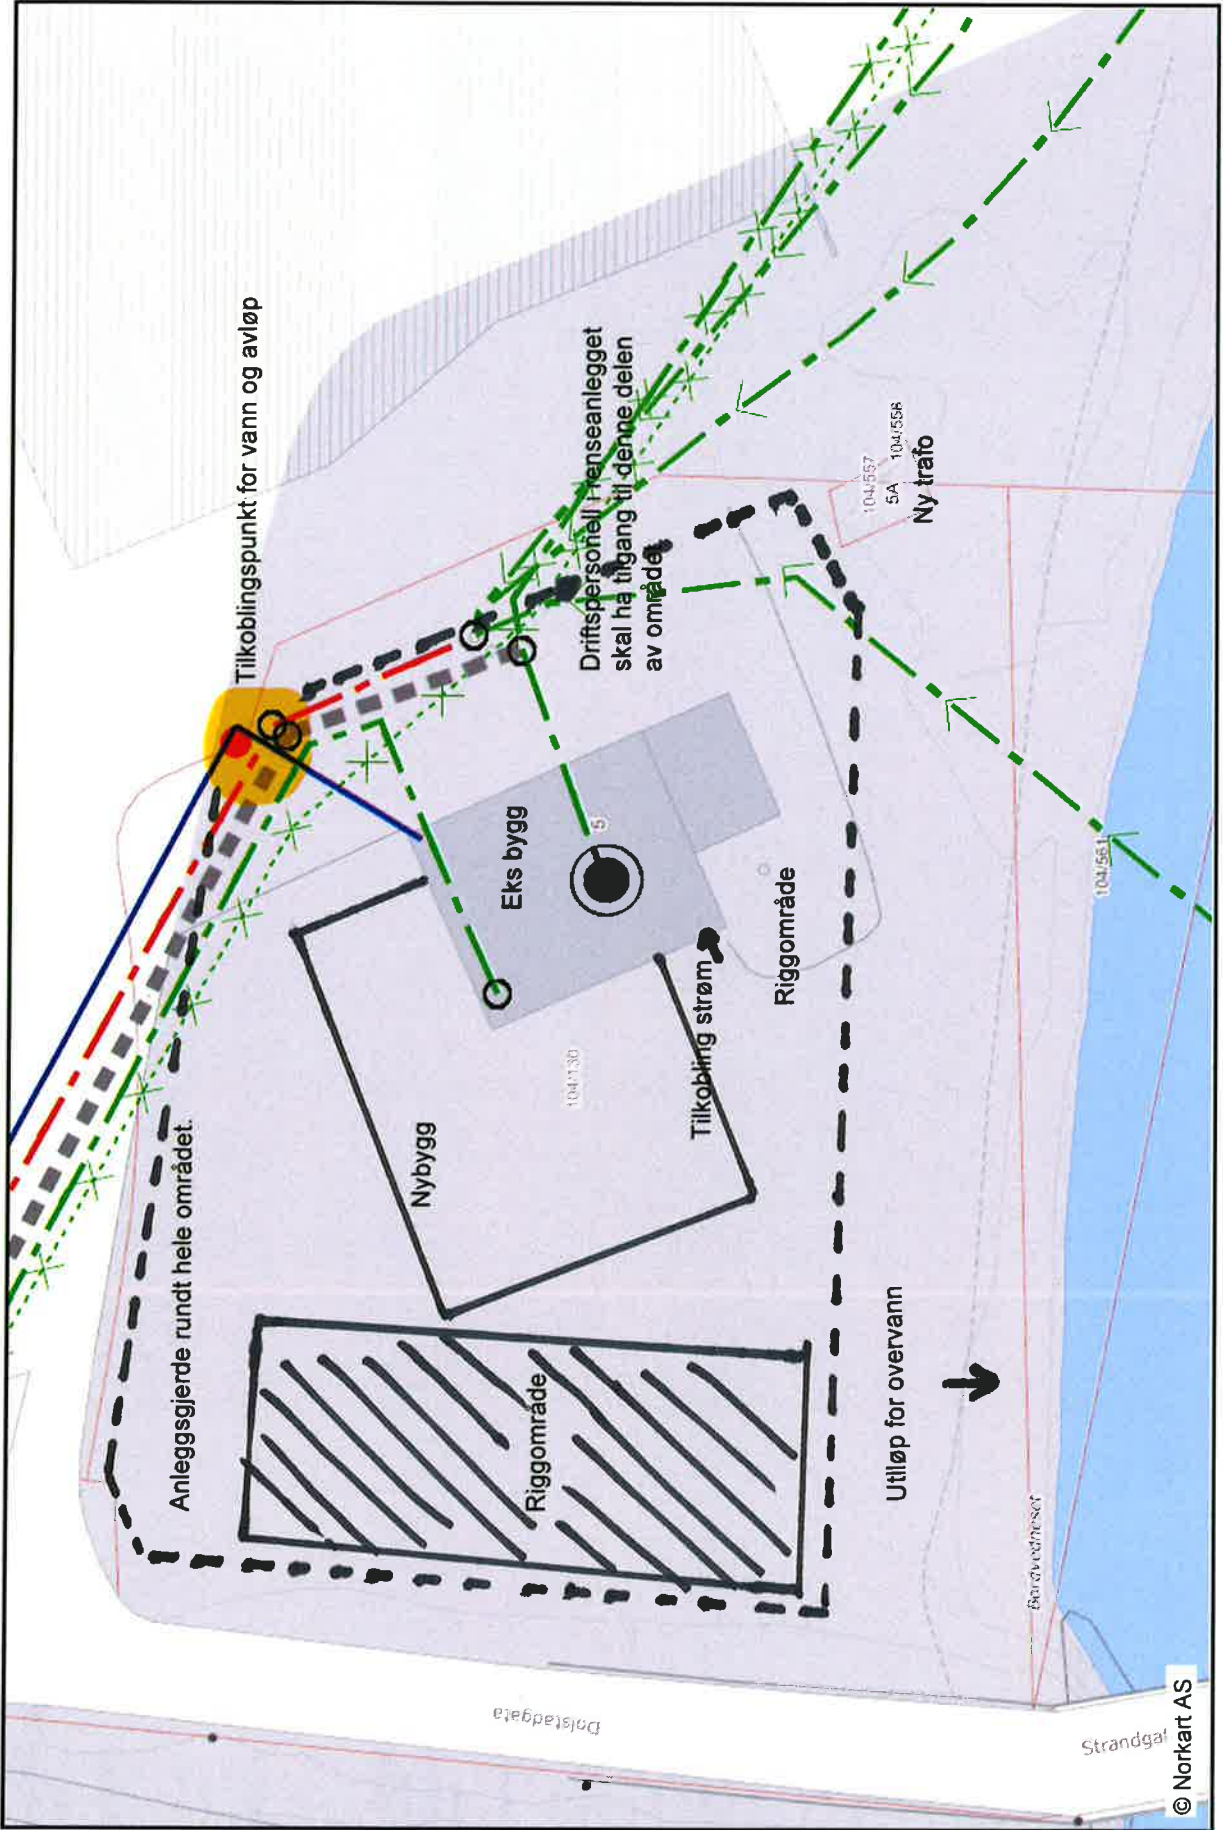 Tilkoblingspunkt for vann og avløp
Anleggsgjerde rundt hele området.
Driftspersonell i renseanlegget
skal ha tilgang til denne delen
av området
Nybygg
Eks bygg
5
104/130
Tilkobling strøm
Riggområde
Riggområde
104/557
5A 104/558
Ny trafo
104/561
Utløp for overvann
Dolstadgata
Strandgat
© Norkart AS